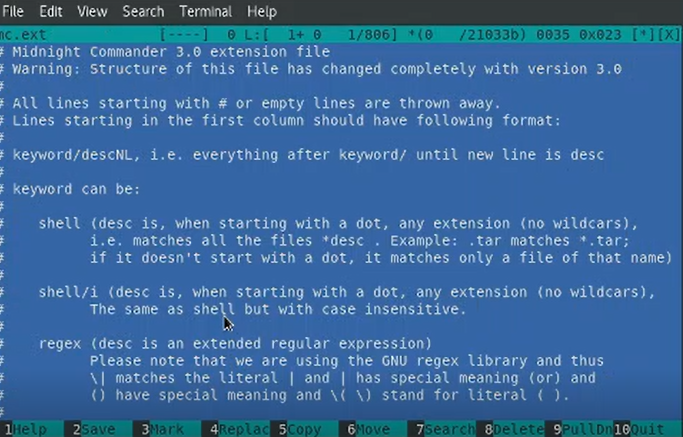 File Edit View Search Terminal Help
mc.ext [----] 0 L:[ 1+ 0 1/806] *(0 /21033b) 0035 0x023 [*][X]
# Midnight Commander 3.0 extension file
# Warning: Structure of this file has changed completely with version 3.0
#
# All lines starting with # or empty lines are thrown away.
# Lines starting in the first column should have following format:
#
# keyword/descNL, i.e. everything after keyword/ until new line is desc
#
# keyword can be:
#
# shell (desc is, when starting with a dot, any extension (no wildcars),
# i.e. matches all the files *desc . Example: .tar matches *.tar;
# if it doesn't start with a dot, it matches only a file of that name)
#
# shell/i (desc is, when starting with a dot, any extension (no wildcars),
# The same as shell but with case insensitive.
#
# regex (desc is an extended regular expression)
# Please note that we are using the GNU regex library and thus
# \| matches the literal | and | has special meaning (or) and
# () have special meaning and \( \) stand for literal ( ).
#
1Help 2Save 3Mark 4Replac 5Copy 6Move 7Search 8Delete 9PullDn 10Quit